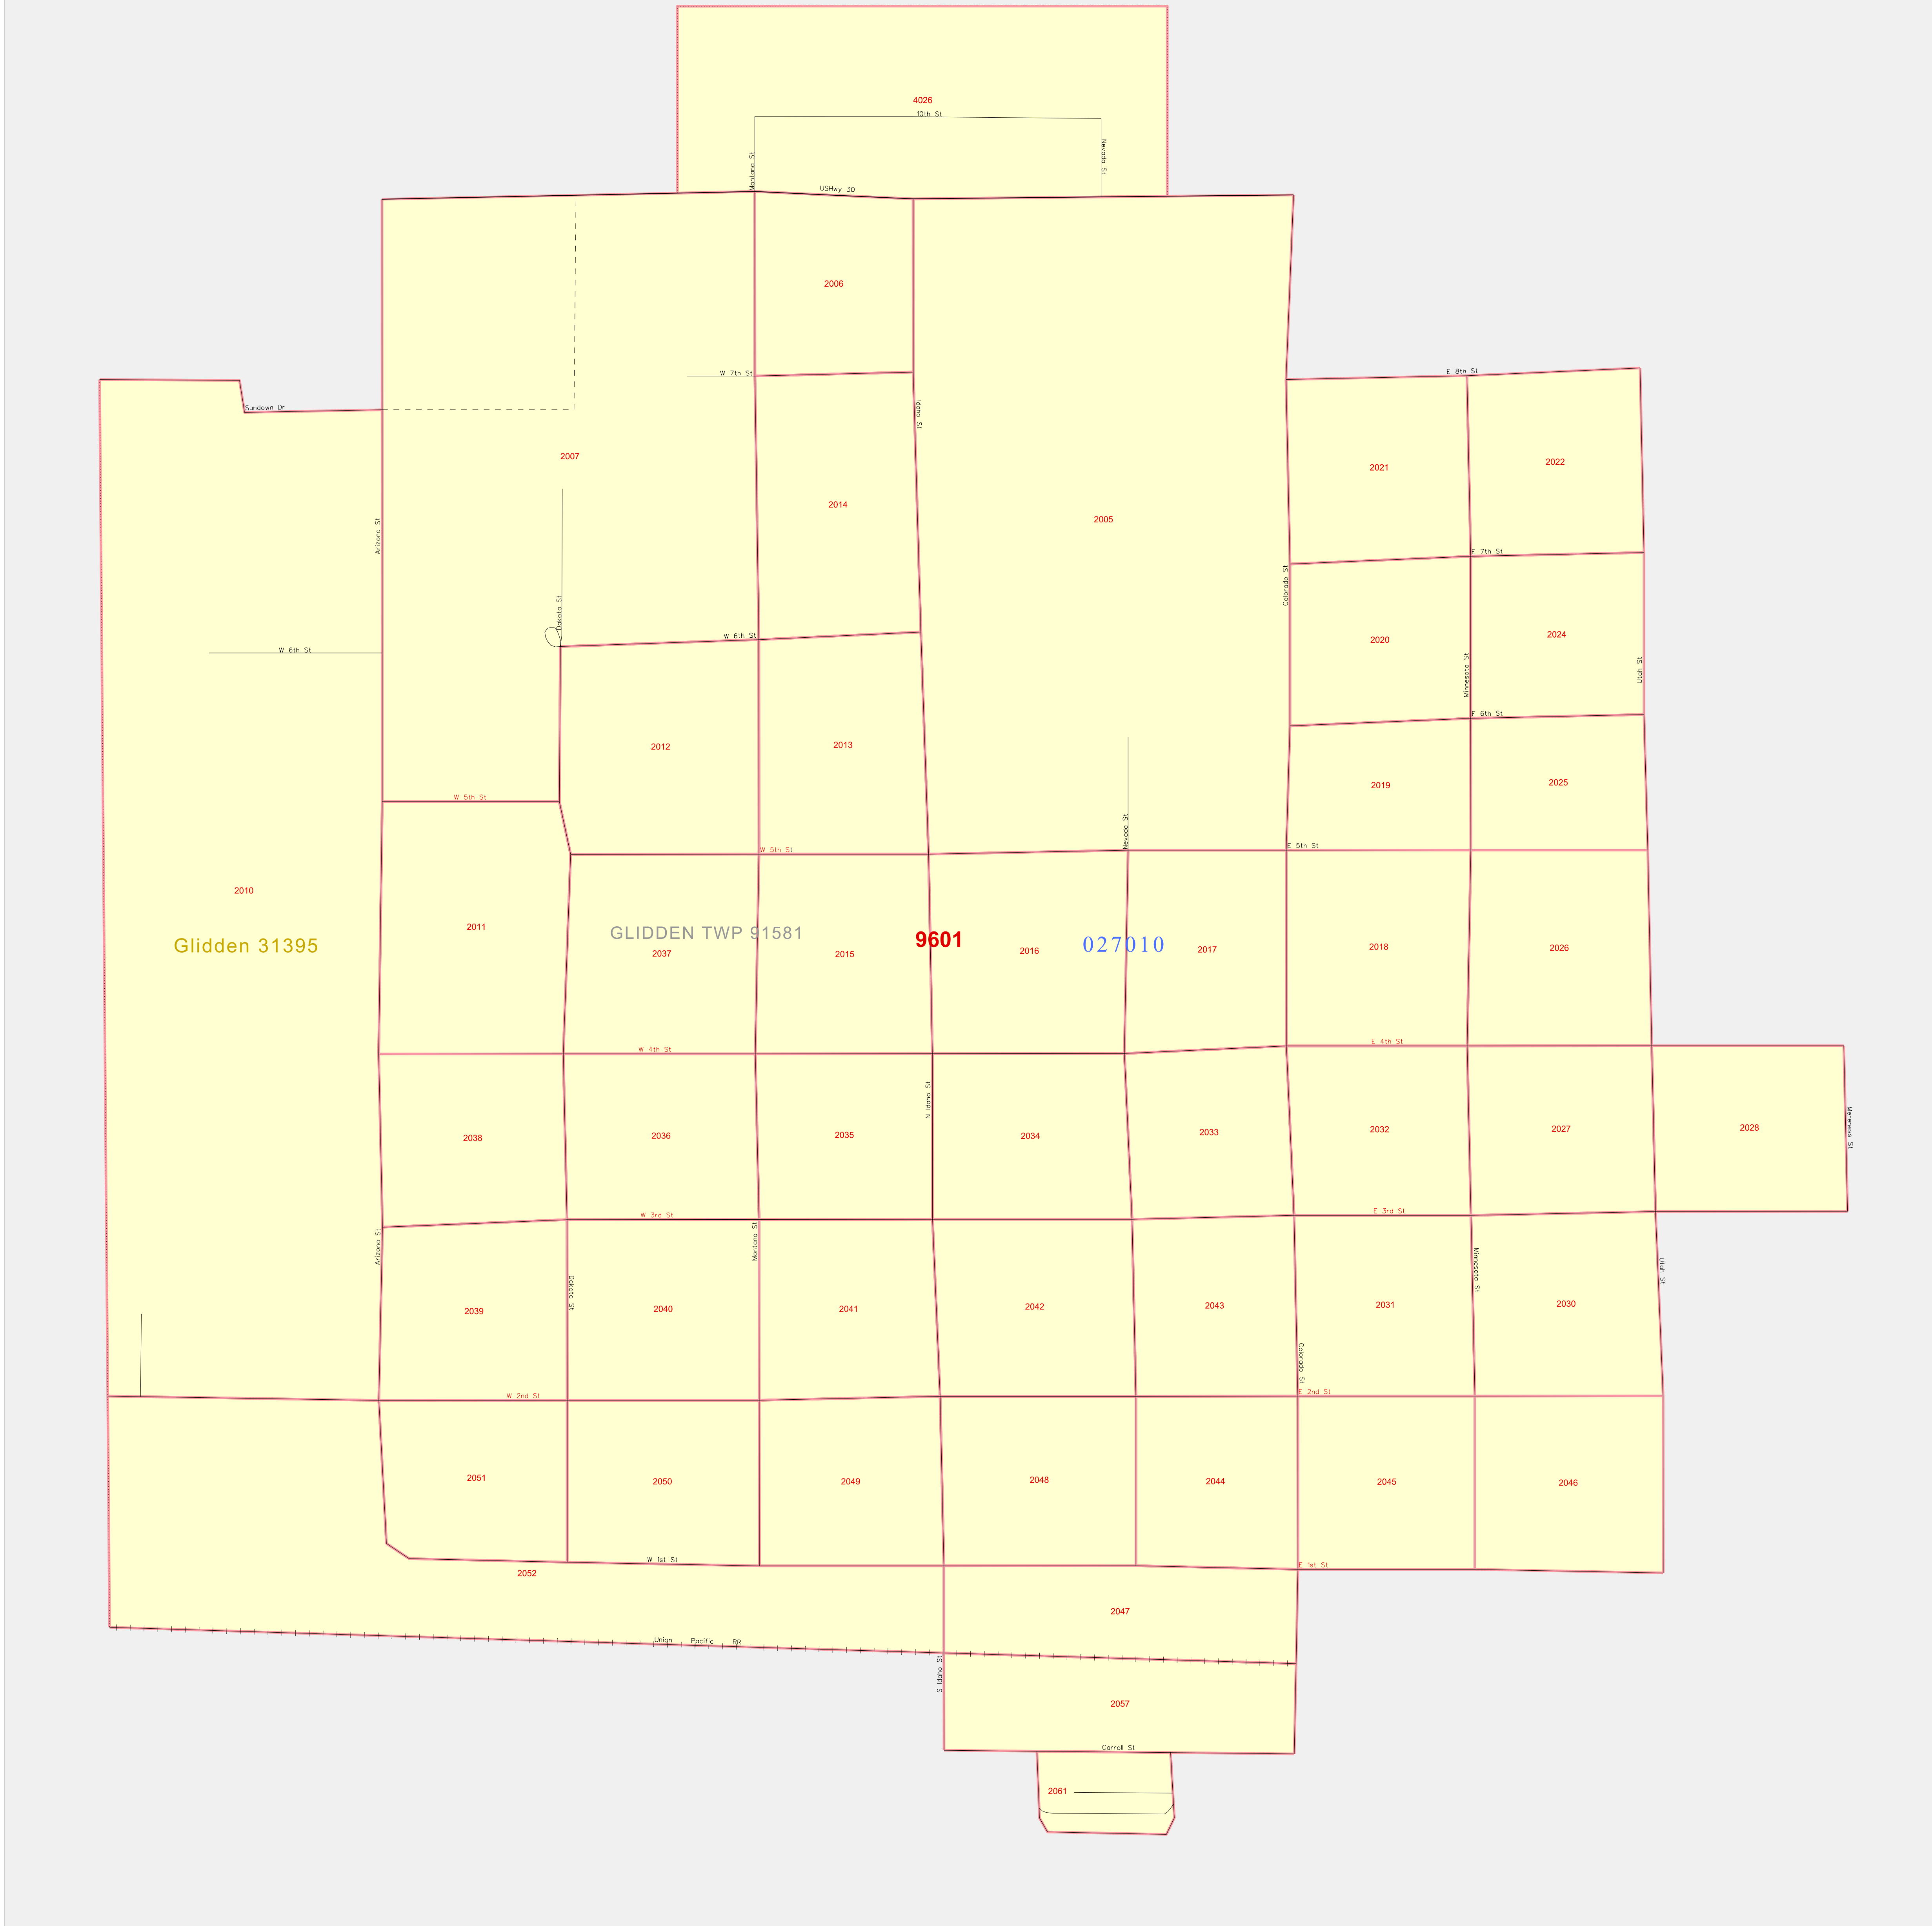 4026
10th St
Montana St
Nevada St
USHwy 30
2006
W 7th St
E 8th St
Sundown Dr
Idaho St
2007
2021
2022
2014
2005
Arizona St
E 7th St
Colorado St
Dakota St
W 6th St
2020
2024
W 6th St
Minnesota St
Utah St
E 6th St
2012
2013
2019
2025
W 5th St
Nevada St
W 5th St
E 5th St
2010
2011
GLIDDEN TWP 91581
9601
027010
Glidden 31395
2037
2015
2016
2017
2018
2026
W 4th St
E 4th St
N Idaho St
Mereness St
2038
2036
2035
2034
2033
2032
2027
2028
W 3rd St
E 3rd St
Arizona St
Montana St
Minnesota St
Utah St
Dakota St
2039
2040
2041
2042
2043
2031
2030
Colorado St
W 2nd St
E 2nd St
2051
2050
2049
2048
2044
2045
2046
W 1st St
E 1st St
2052
2047
Union Pacific RR
S Idaho St
2057
Carroll St
2061